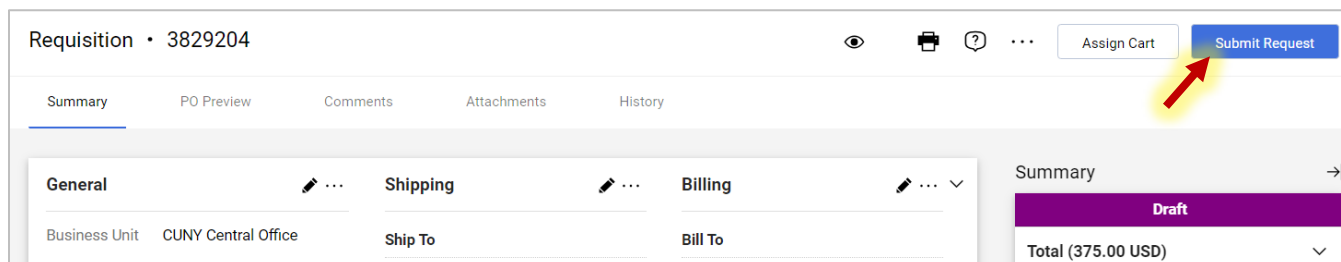 Requisition • 3829204
? ... Assign Cart Submit Request
Summary PO Preview Comments Attachments History
General ... Shipping ... Billing ...
Summary
Draft
Business Unit CUNY Central Office
Ship To
Bill To
Total (375.00 USD)